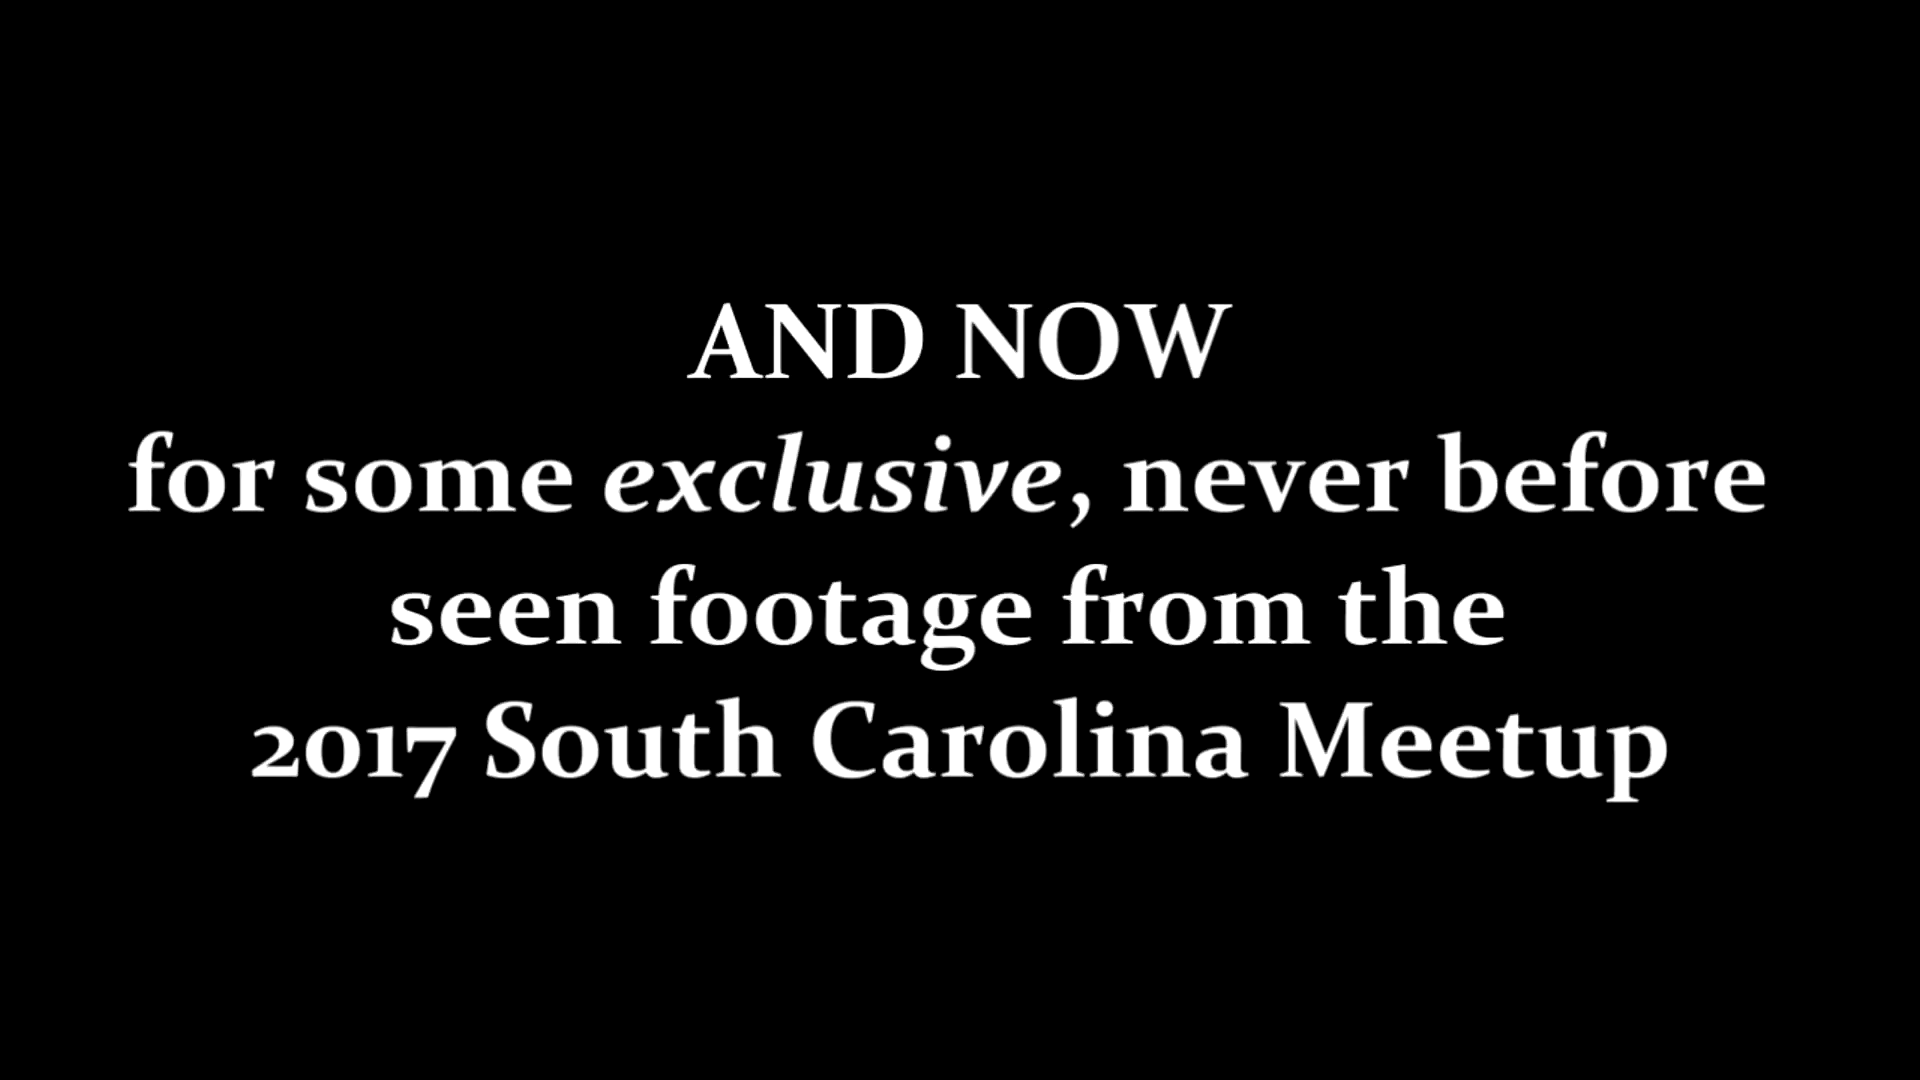 AND NOW
for some exclusive, never before
seen footage from the
2017 South Carolina Meetup